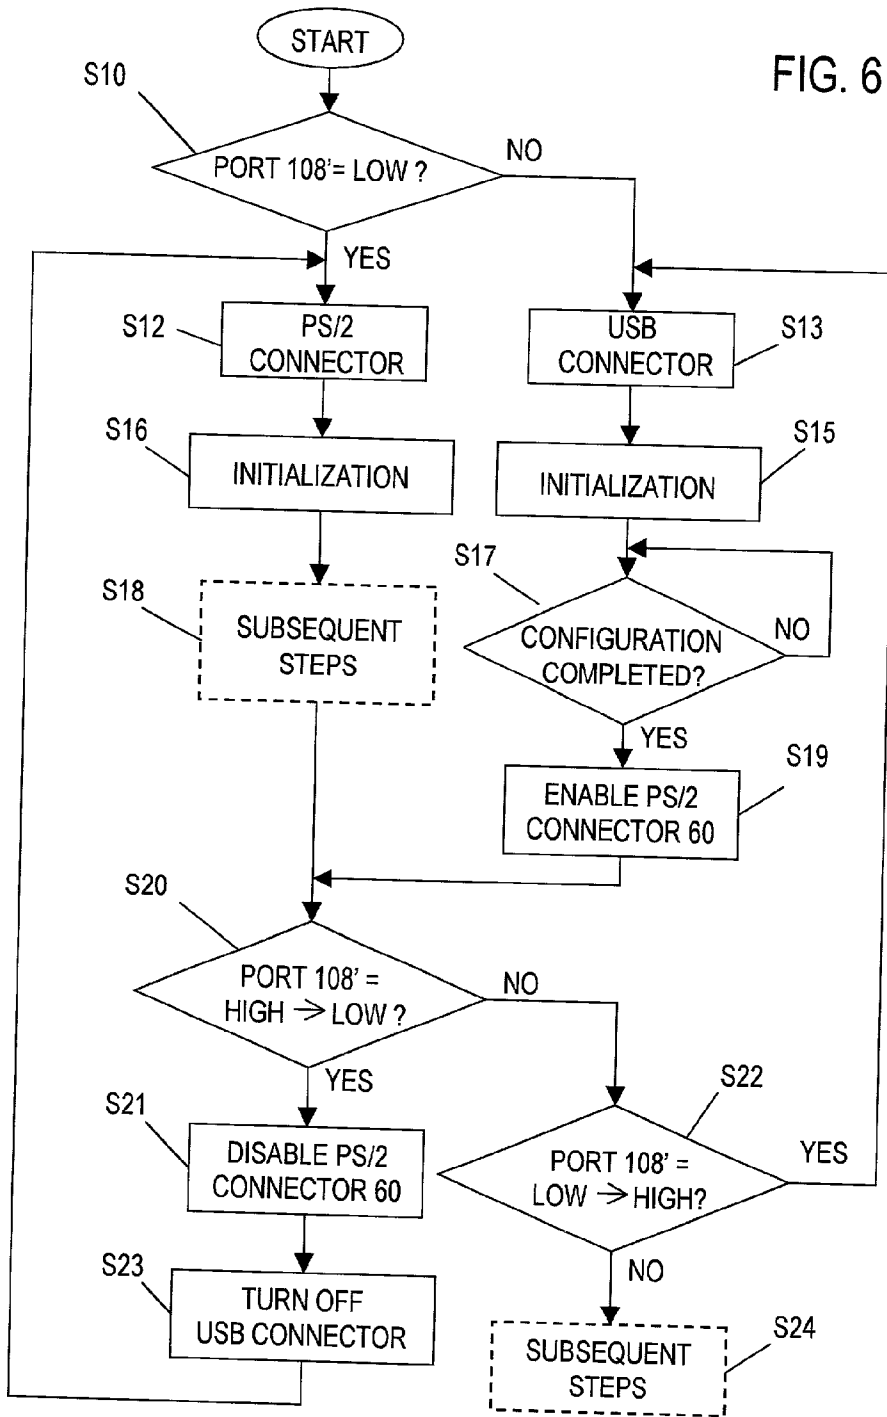 START
FIG. 6
S10
PORT 108'= LOW ?
NO
YES
S12
PS/2
CONNECTOR
USB
CONNECTOR
S13
S16
INITIALIZATION
S15
INITIALIZATION
S18
SUBSEQUENT
STEPS
S17
CONFIGURATION
COMPLETED?
NO
YES
S19
ENABLE PS/2
CONNECTOR 60
S20
PORT 108' =
HIGH → LOW ?
NO
YES
S21
DISABLE PS/2
CONNECTOR 60
S22
PORT 108' =
LOW → HIGH?
YES
NO
S23
TURN OFF
USB CONNECTOR
S24
SUBSEQUENT
STEPS